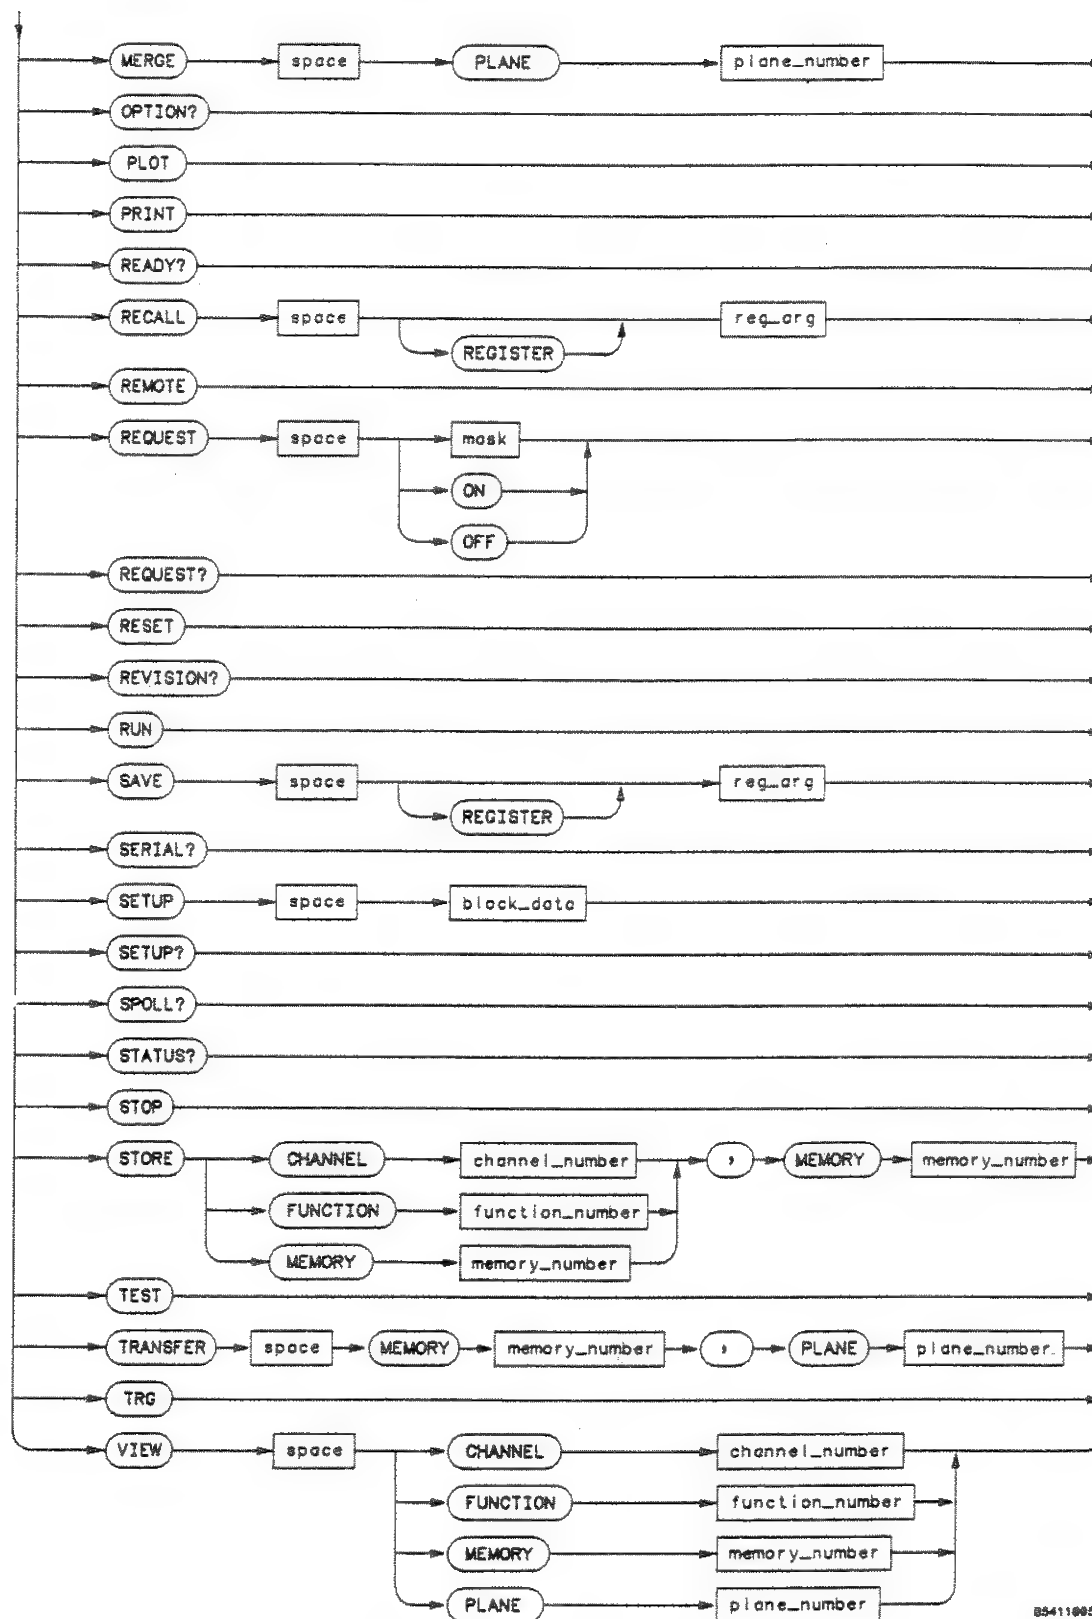 MERGE space PLANE plane_number
OPTION?
PLOT
PRINT
READY?
RECALL space reg_arg
REGISTER
REMOTE
REQUEST space mask
ON
OFF
REQUEST?
RESET
REVISION?
RUN
SAVE space reg_arg
REGISTER
SERIAL?
SETUP space block_data
SETUP?
SPOLL?
STATUS?
STOP
STORE CHANNEL channel_number , MEMORY memory_number
FUNCTION function_number
MEMORY memory_number
TEST
TRANSFER space MEMORY memory_number , PLANE plane_number
TRG
VIEW space CHANNEL channel_number
FUNCTION function_number
MEMORY memory_number
PLANE plane_number